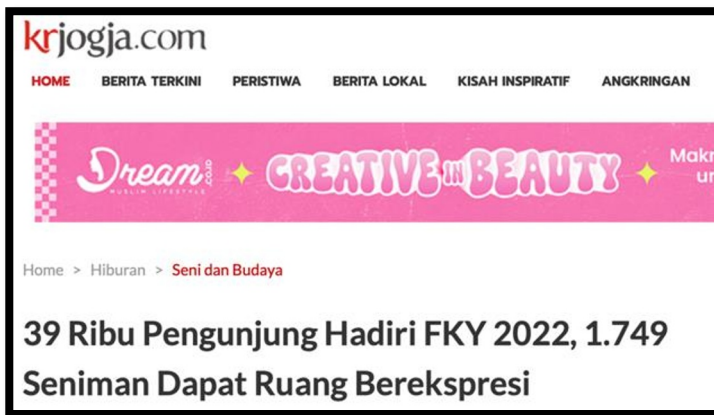 krjogja.com
HOME BERITA TERKINI PERISTIWA BERITA LOKAL KISAH INSPIRATIF ANGKRINGAN
Dream.co.id CREATIVE IN BEAUTY
MUSLIM LIFESTYLE
Home > Hiburan > Seni dan Budaya
39 Ribu Pengunjung Hadiri FKY 2022, 1.749
Seniman Dapat Ruang Berekspresi